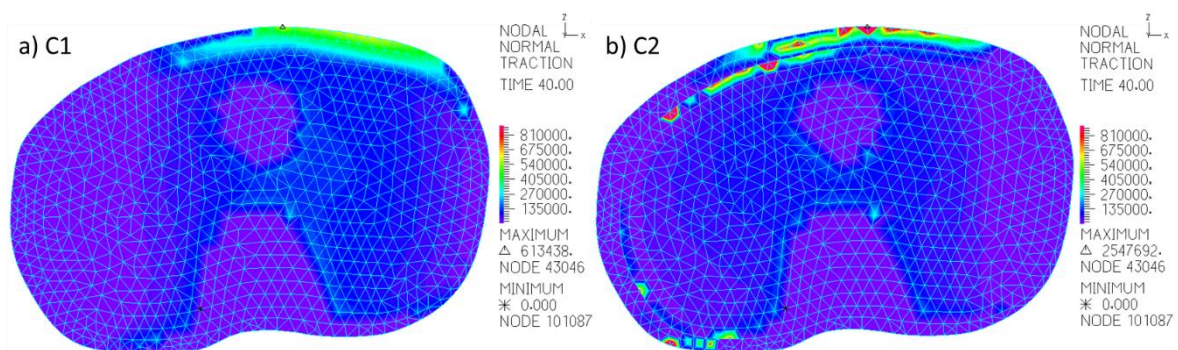 a) C1
NODAL
NORMAL
TRACTION
TIME 40.00
z
x
810000.
675000.
540000.
405000.
270000.
135000.
MAXIMUM
△ 613438.
NODE 43046
MINIMUM
* 0.000
NODE 101087
b) C2
NODAL
NORMAL
TRACTION
TIME 40.00
z
x
810000.
675000.
540000.
405000.
270000.
135000.
MAXIMUM
△ 2547692.
NODE 43046
MINIMUM
* 0.000
NODE 101087